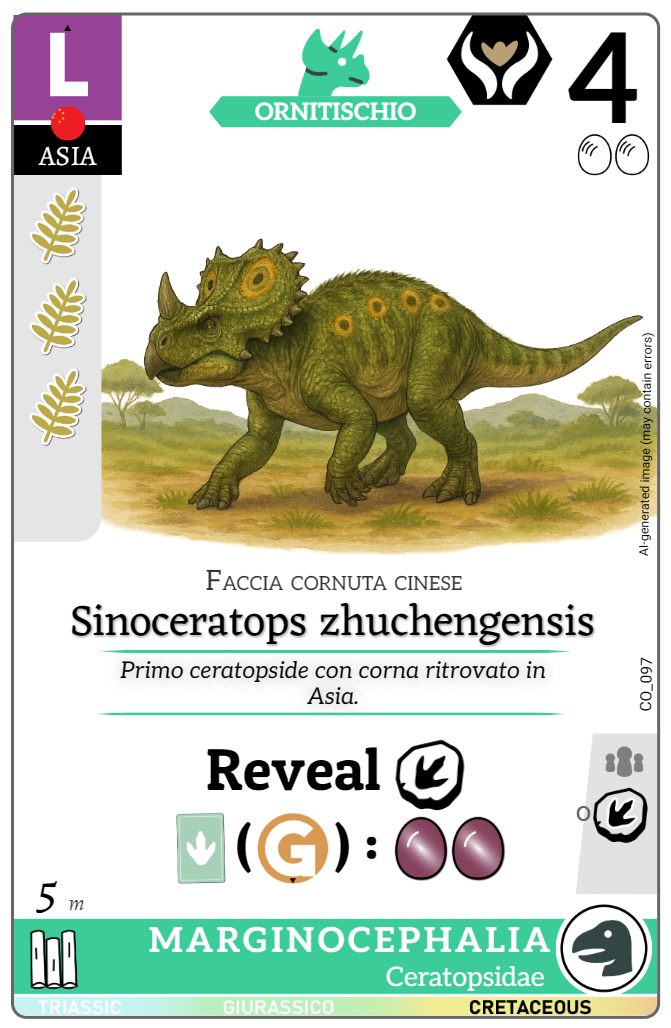 L
ASIA
ORNITISCHIO
4
AI-generated image (may contain errors)
FACCIA CORNUTA CINESE
Sinoceratops zhuchengensis
Primo ceratopside con corna ritrovato in
Asia.
CO_097
Reveal
(G) :
O
5 m
MARGINOCEPHALIA
Ceratopsidae
TRIASSIC GIURASSICO CRETACEOUS